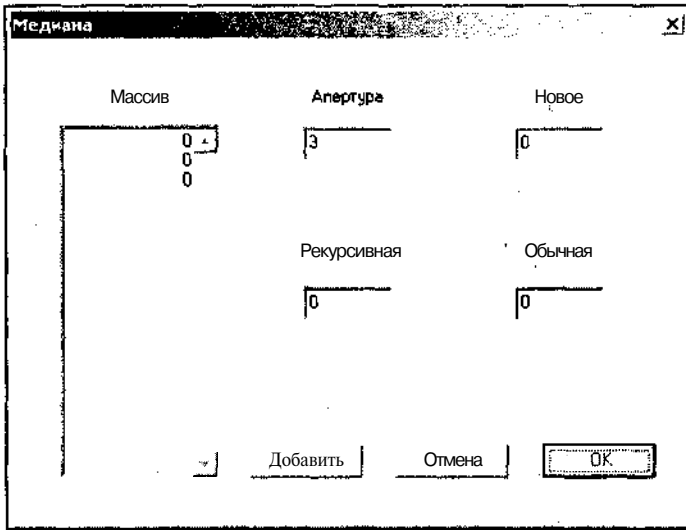 Медиана
Массив Апертура Новое
0 3 0
0
0
Рекурсивная Обычная
0 0
Добавить Отмена OK